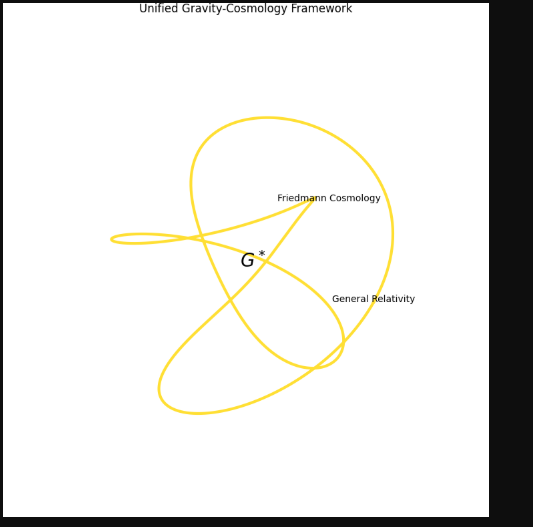 Unified Gravity-Cosmology Framework
Friedmann Cosmology
G*
General Relativity